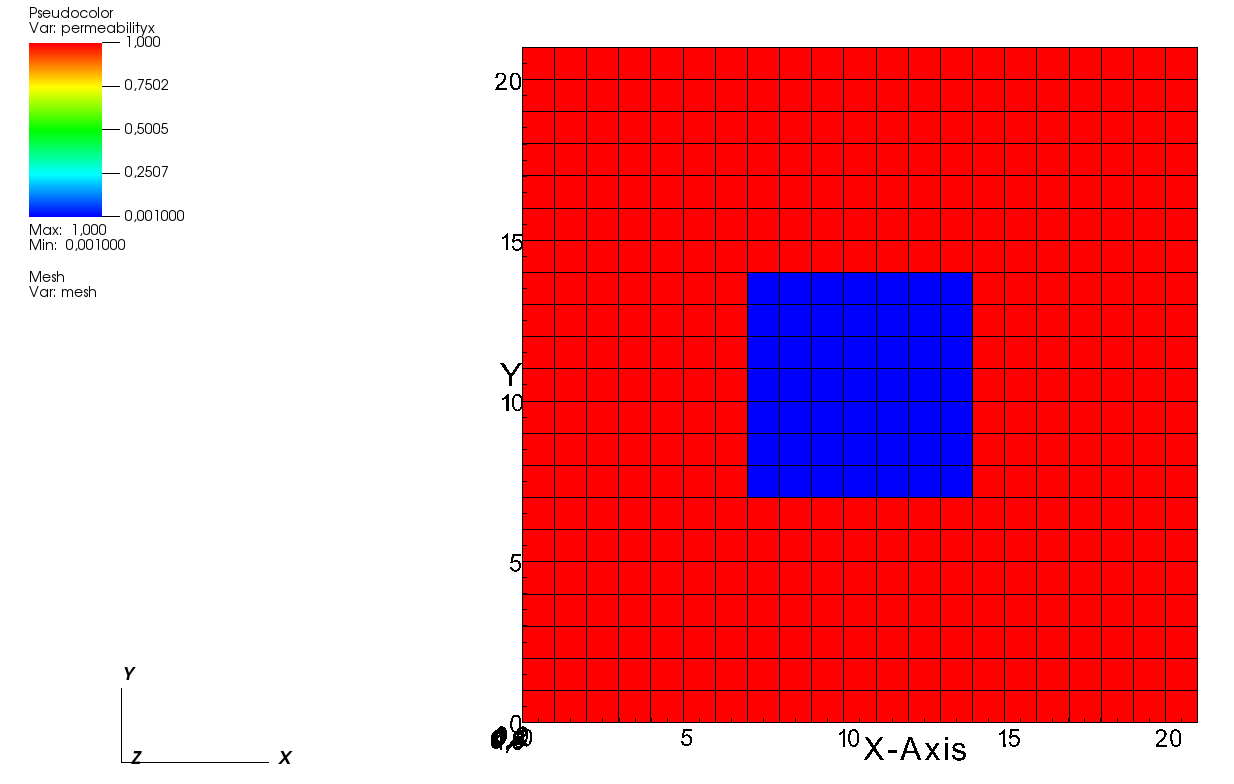 Pseudocolor
Var: permeabilityx
1,000
0,7502
0,5005
0,2507
0,001000
Max: 1,000
Min: 0,001000
Mesh
Var: mesh
20
15
Y
10
5
0
5
10
15
20
X-Axis
Y
Z
X